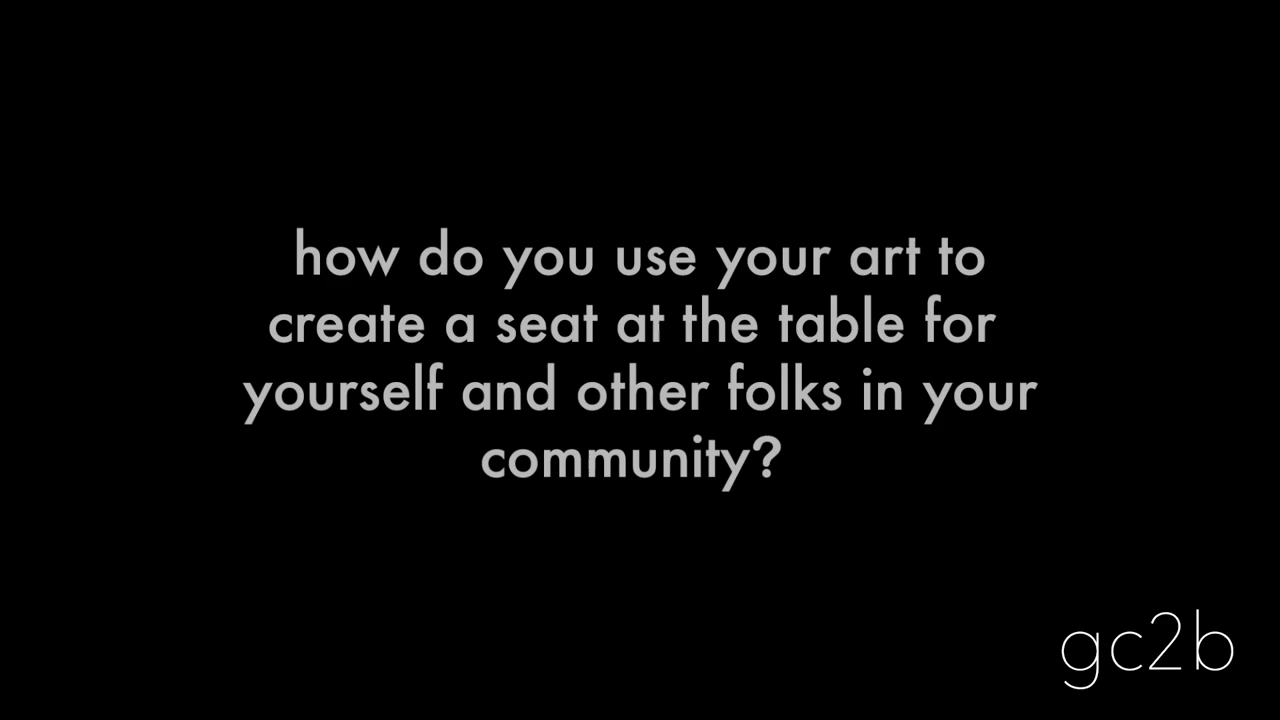 how do you use your art to
create a seat at the table for
yourself and other folks in your
community?
gc2b